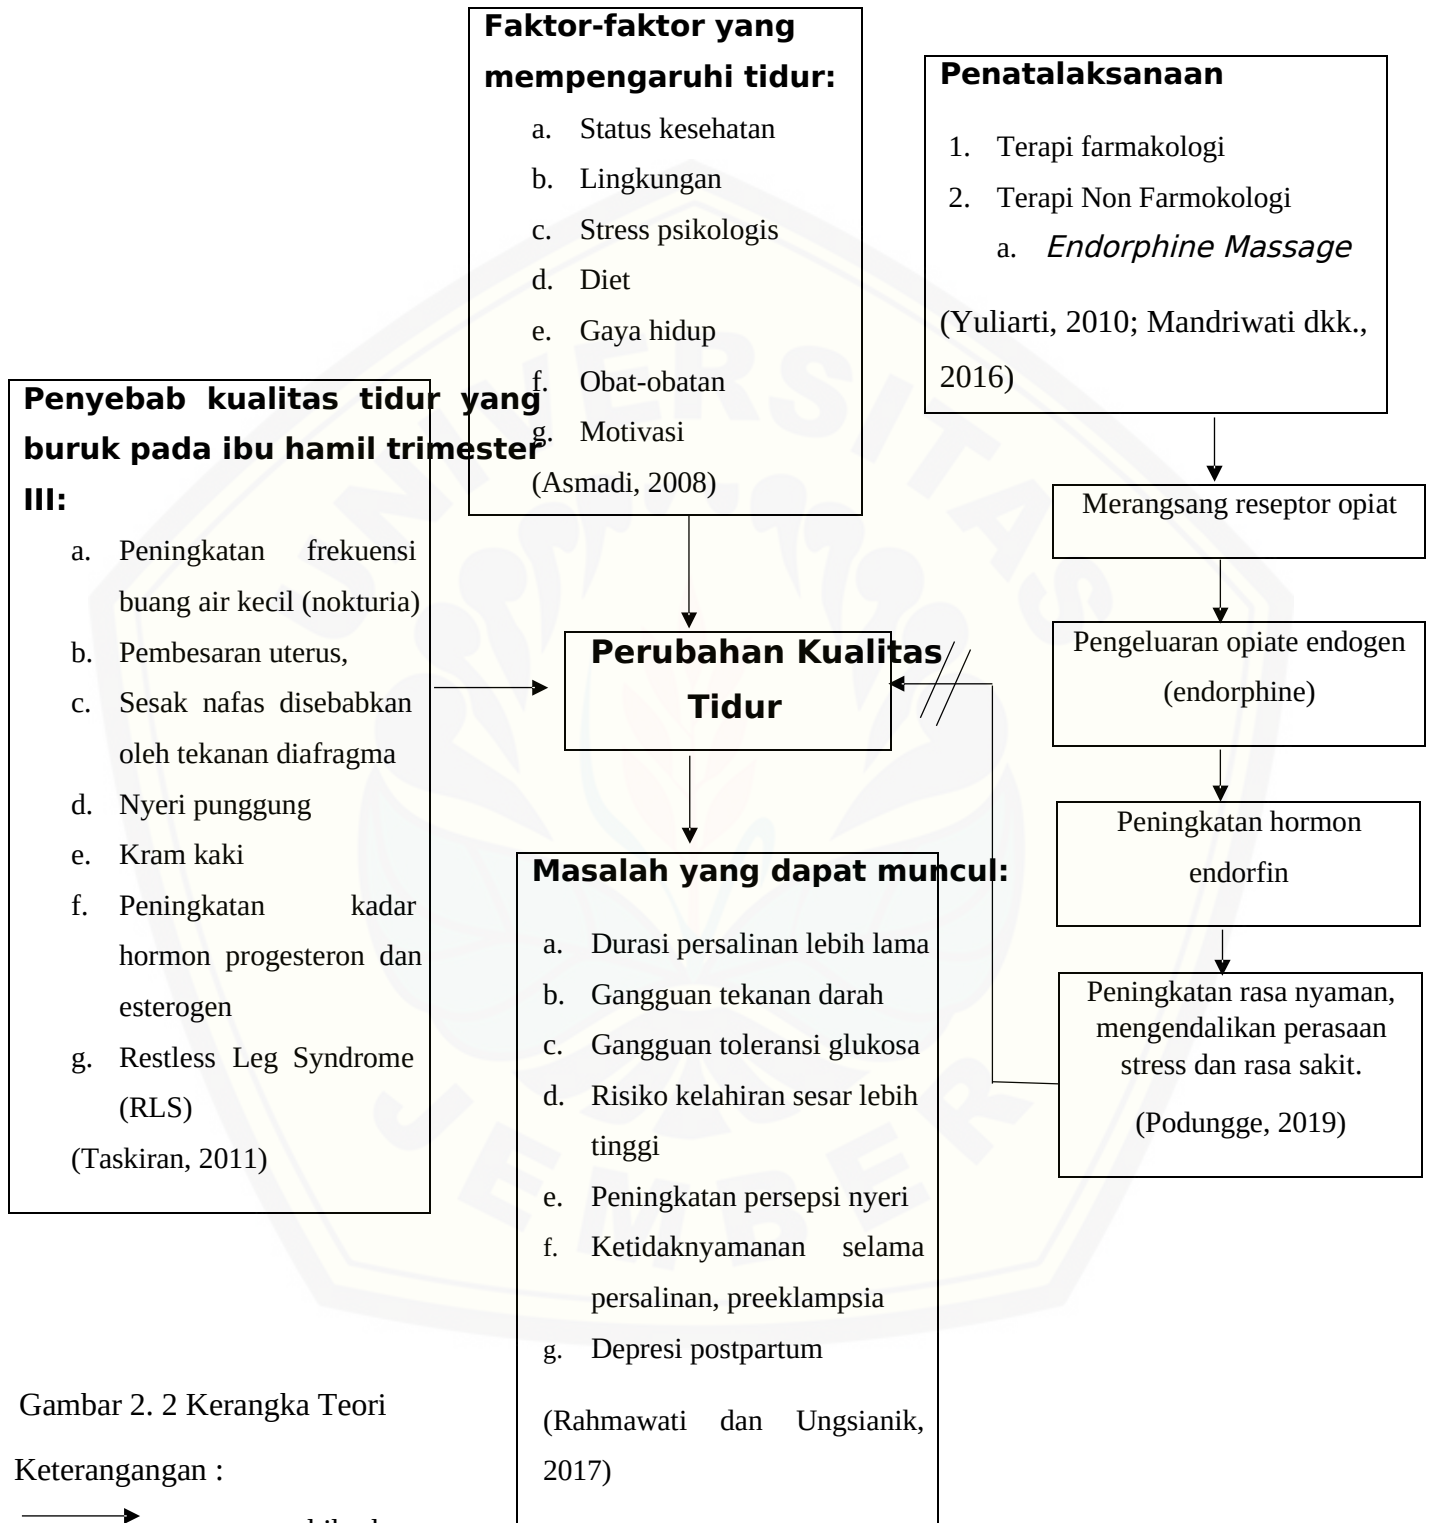 Faktor-faktor yang
mempengaruhi tidur:
a. Status kesehatan
b. Lingkungan
c. Stress psikologis
d. Diet
e. Gaya hidup
f. Obat-obatan
g. Motivasi
(Asmadi, 2008)
Penatalaksanaan
1. Terapi farmakologi
2. Terapi Non Farmokologi
a. Endorphine Massage
(Yuliarti, 2010; Mandriwati dkk.,
2016)
Penyebab kualitas tidur yang
buruk pada ibu hamil trimester
III:
a. Peningkatan frekuensi
buang air kecil (nokturia)
b. Pembesaran uterus,
c. Sesak nafas disebabkan
oleh tekanan diafragma
d. Nyeri punggung
e. Kram kaki
f. Peningkatan kadar
hormon progesteron dan
esterogen
g. Restless Leg Syndrome
(RLS)
(Taskiran, 2011)
Perubahan Kualitas
Tidur
Merangsang reseptor opiat
Pengeluaran opiate endogen
(endorphine)
Peningkatan hormon
endorfin
Peningkatan rasa nyaman,
mengendalikan perasaan
stress dan rasa sakit.
(Podungge, 2019)
Masalah yang dapat muncul:
a. Durasi persalinan lebih lama
b. Gangguan tekanan darah
c. Gangguan toleransi glukosa
d. Risiko kelahiran sesar lebih
tinggi
e. Peningkatan persepsi nyeri
f. Ketidaknyamanan selama
persalinan, preeklampsia
g. Depresi postpartum
(Rahmawati dan Ungsianik,
2017)
Gambar 2. 2 Kerangka Teori
Keterangangan :
UNIVERSITAS
JEMBER